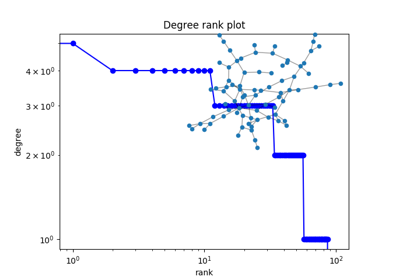 Degree rank plot
4 × 10⁰
3 × 10⁰
2 × 10⁰
10⁰
degree
10⁰ 10¹ 10²
rank